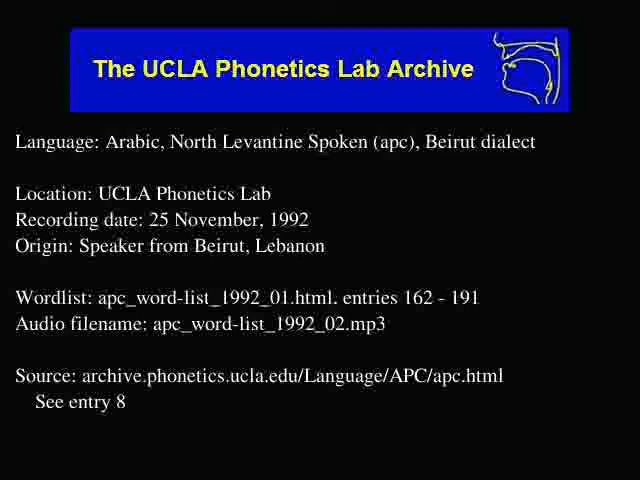 The UCLA Phonetics Lab Archive
Language: Arabic, North Levantine Spoken (apc), Beirut dialect
Location: UCLA Phonetics Lab
Recording date: 25 November, 1992
Origin: Speaker from Beirut, Lebanon
Wordlist: apc_word-list_1992_01.html. entries 162 - 191
Audio filename: apc_word-list_1992_02.mp3
Source: archive.phonetics.ucla.edu/Language/APC/apc.html
See entry 8